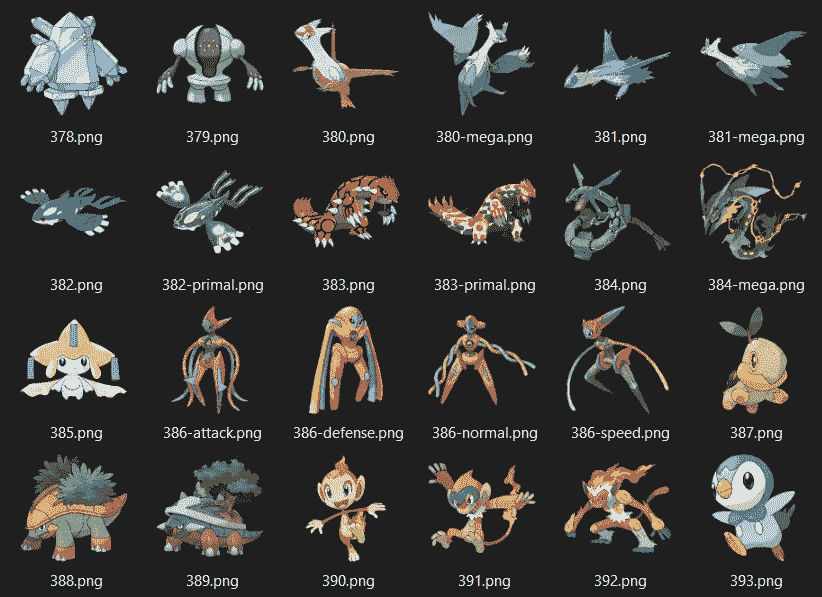 378.png
379.png
380.png
380-mega.png
381.png
381-mega.png
382.png
382-primal.png
383.png
383-primal.png
384.png
384-mega.png
385.png
386-attack.png
386-defense.png
386-normal.png
386-speed.png
387.png
388.png
389.png
390.png
391.png
392.png
393.png